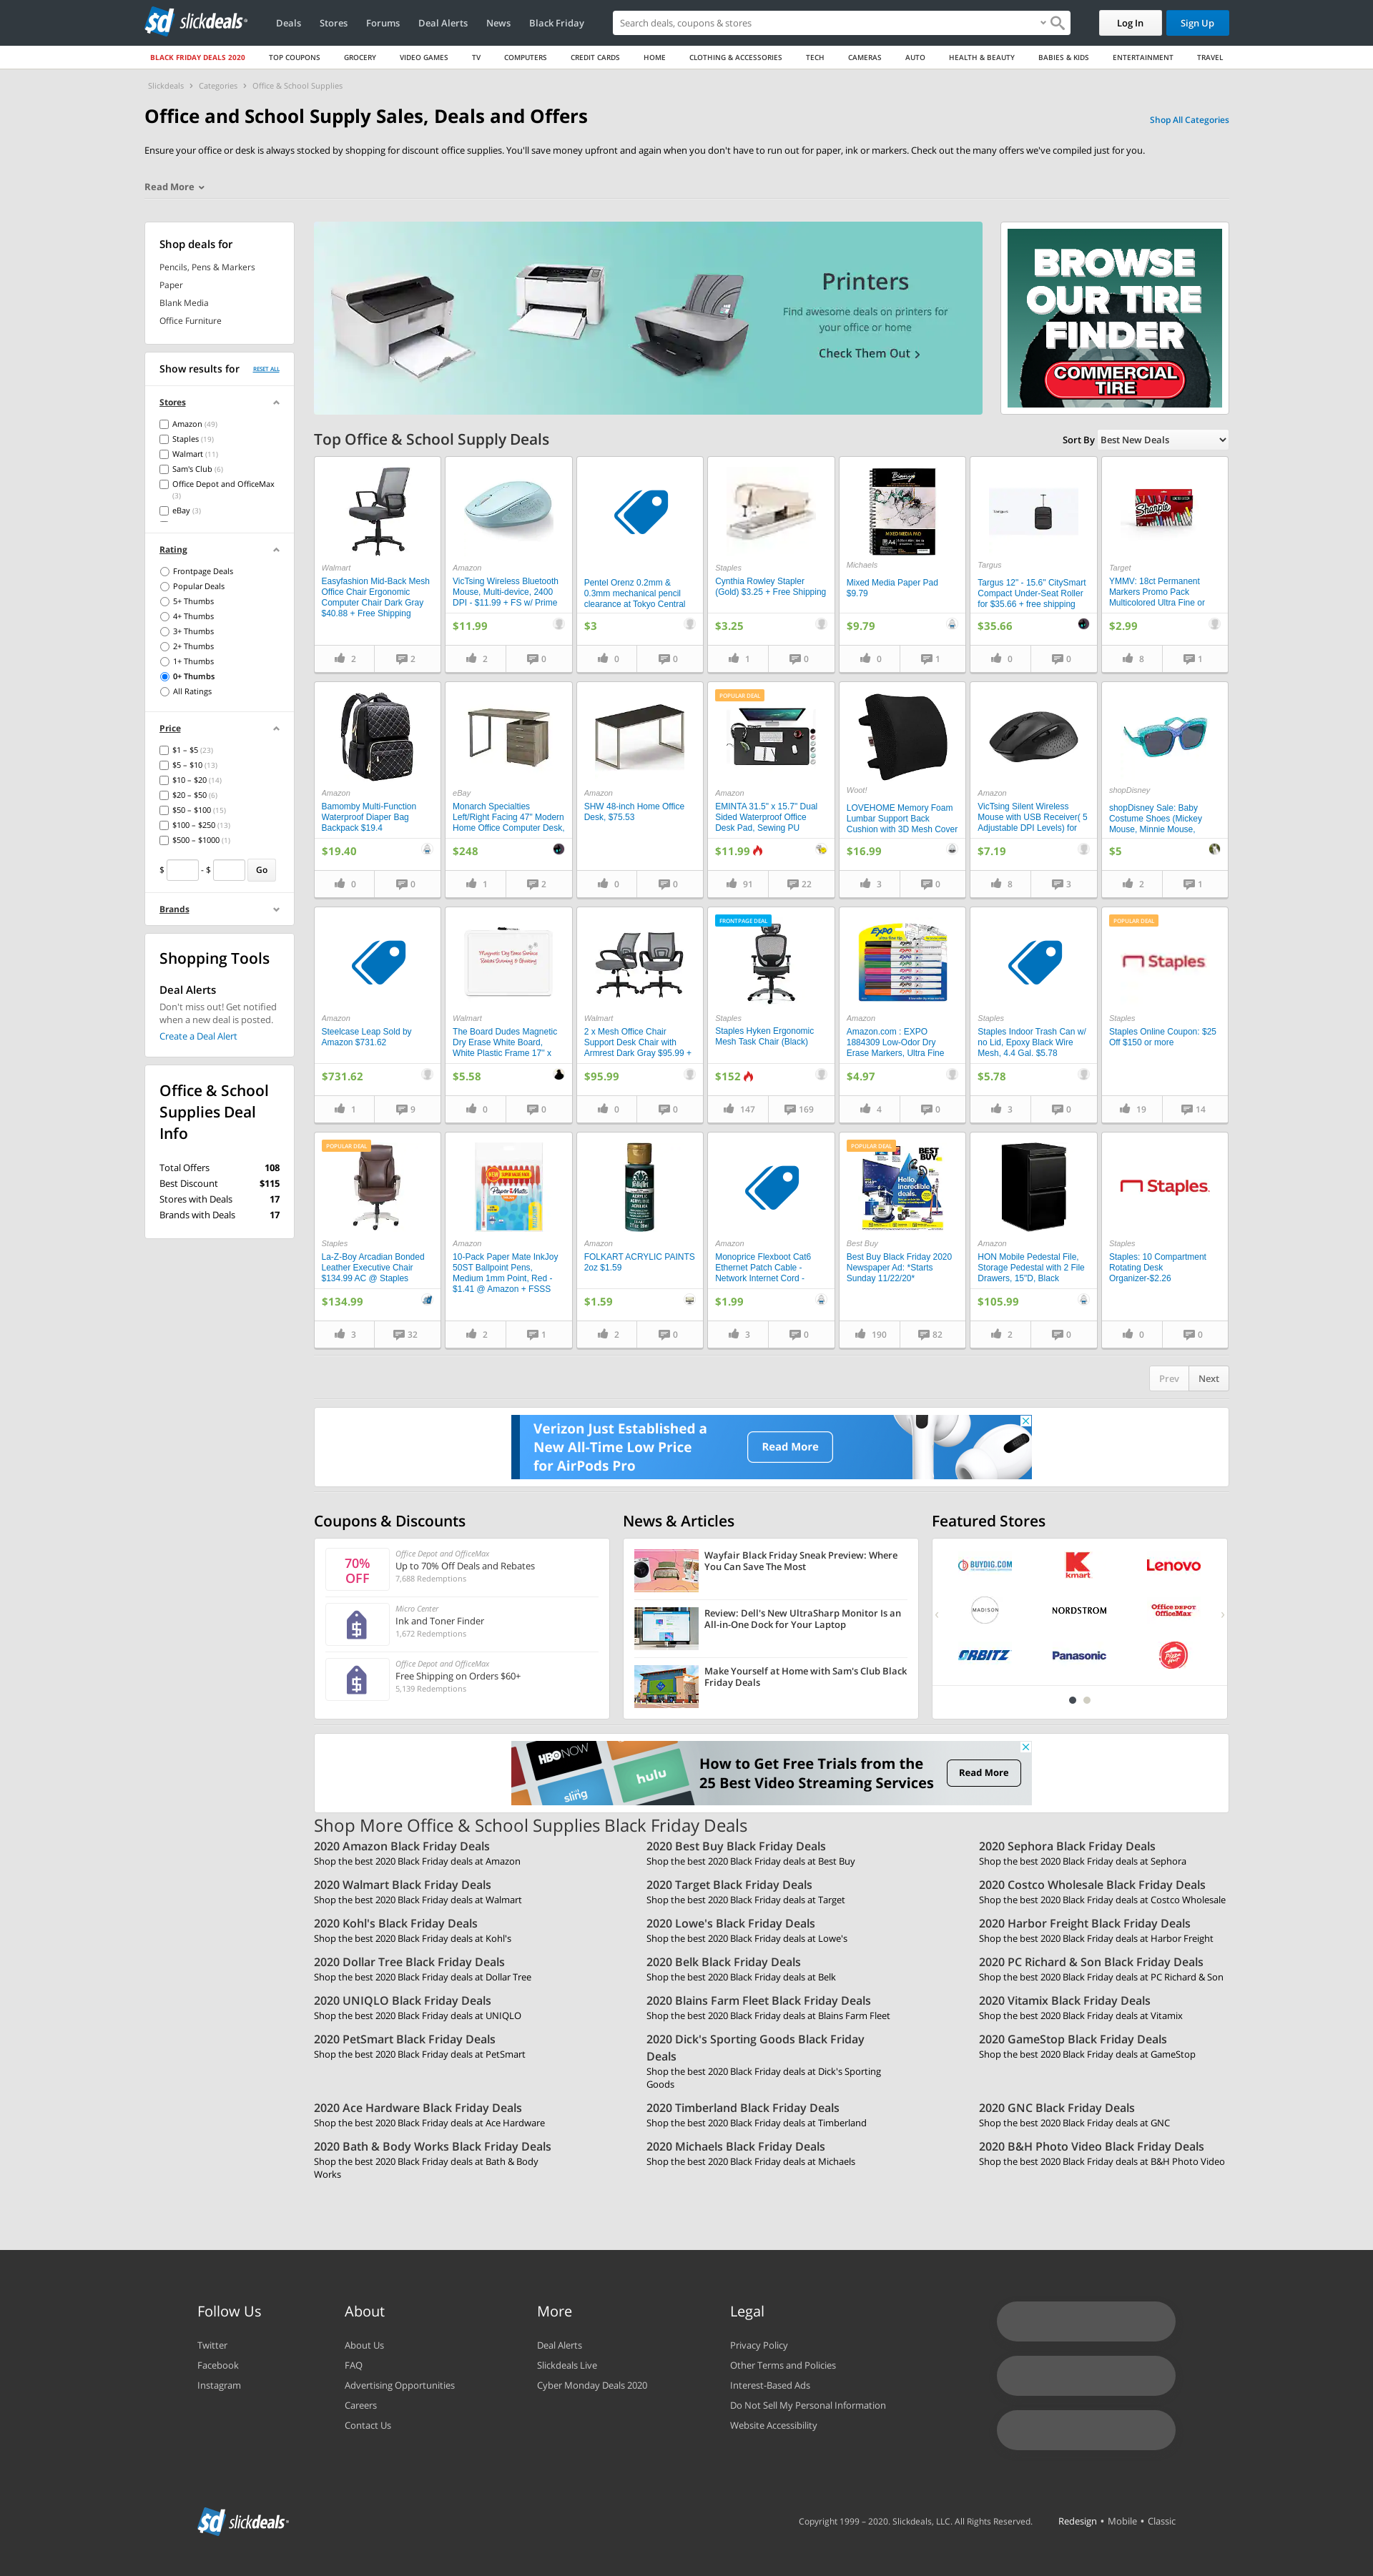 slickdeals
Deals
Stores
Forums
Deal Alerts
News
Black Friday
Search deals, coupons & stores
Log In
Sign Up
BLACK FRIDAY DEALS 2020
TOP COUPONS
GROCERY
VIDEO GAMES
TV
COMPUTERS
CREDIT CARDS
HOME
CLOTHING & ACCESSORIES
TECH
CAMERAS
AUTO
HEALTH & BEAUTY
BABIES & KIDS
ENTERTAINMENT
TRAVEL
Slickdeals > Categories > Office & School Supplies
Office and School Supply Sales, Deals and Offers
Shop All Categories
Ensure your office or desk is always stocked by shopping for discount office supplies. You'll save money upfront and again when you don't have to run out for paper, ink or markers. Check out the many offers we've compiled just for you.
Read More
Shop deals for
Pencils, Pens & Markers
Paper
Blank Media
Office Furniture
Show results for
RESET ALL
Stores
Amazon (49)
Staples (19)
Walmart (11)
Sam's Club (6)
Office Depot and OfficeMax
(3)
eBay (3)
Rating
Frontpage Deals
Popular Deals
5+ Thumbs
4+ Thumbs
3+ Thumbs
2+ Thumbs
1+ Thumbs
0+ Thumbs
All Ratings
Price
$1 – $5 (23)
$5 – $10 (13)
$10 – $20 (14)
$20 – $50 (6)
$50 – $100 (15)
$100 – $250 (13)
$500 – $1000 (1)
$ - $ Go
Brands
Shopping Tools
Deal Alerts
Don't miss out! Get notified
when a new deal is posted.
Create a Deal Alert
Office & School
Supplies Deal
Info
Total Offers 108
Best Discount $115
Stores with Deals 17
Brands with Deals 17
Printers
Find awesome deals on printers for
your office or home
Check Them Out >
BROWSE
OUR TIRE
FINDER
COMMERCIAL
TIRE
Top Office & School Supply Deals
Sort By Best New Deals
Walmart
Easyfashion Mid-Back Mesh
Office Chair Ergonomic
Computer Chair Dark Gray
$40.88 + Free Shipping
2 2
Amazon
VicTsing Wireless Bluetooth
Mouse, Multi-device, 2400
DPI - $11.99 + FS w/ Prime
$11.99
2 0
Pentel Orenz 0.2mm &
0.3mm mechanical pencil
clearance at Tokyo Central
$3
0 0
Staples
Cynthia Rowley Stapler
(Gold) $3.25 + Free Shipping
$3.25
1 0
Michaels
Mixed Media Paper Pad
$9.79
$9.79
0 1
Targus
Targus 12" - 15.6" CitySmart
Compact Under-Seat Roller
for $35.66 + free shipping
$35.66
0 0
Sharpie
Target
YMMV: 18ct Permanent
Markers Promo Pack
Multicolored Ultra Fine or
$2.99
8 1
Amazon
Bamomby Multi-Function
Waterproof Diaper Bag
Backpack $19.4
$19.40
0 0
eBay
Monarch Specialties
Left/Right Facing 47" Modern
Home Office Computer Desk,
$248
1 2
Amazon
SHW 48-inch Home Office
Desk, $75.53
0 0
POPULAR DEAL
Amazon
EMINTA 31.5" x 15.7" Dual
Sided Waterproof Office
Desk Pad, Sewing PU
$11.99
91 22
Woot!
LOVEHOME Memory Foam
Lumbar Support Back
Cushion with 3D Mesh Cover
$16.99
3 0
Amazon
VicTsing Silent Wireless
Mouse with USB Receiver( 5
Adjustable DPI Levels) for
$7.19
8 3
shopDisney
shopDisney Sale: Baby
Costume Shoes (Mickey
Mouse, Minnie Mouse,
$5
2 1
Amazon
Steelcase Leap Sold by
Amazon $731.62
$731.62
1 9
Walmart
The Board Dudes Magnetic
Dry Erase White Board,
White Plastic Frame 17" x
$5.58
0 0
Walmart
2 x Mesh Office Chair
Support Desk Chair with
Armrest Dark Gray $95.99 +
$95.99
0 0
FRONTPAGE DEAL
Staples
Staples Hyken Ergonomic
Mesh Task Chair (Black)
$152
147 169
EXPO
Amazon
Amazon.com : EXPO
1884309 Low-Odor Dry
Erase Markers, Ultra Fine
$4.97
4 0
Staples
Staples Indoor Trash Can w/
no Lid, Epoxy Black Wire
Mesh, 4.4 Gal. $5.78
$5.78
3 0
POPULAR DEAL
Staples
Staples
Staples Online Coupon: $25
Off $150 or more
19 14
POPULAR DEAL
Staples
La-Z-Boy Arcadian Bonded
Leather Executive Chair
$134.99 AC @ Staples
$134.99
3 32
Amazon
10-Pack Paper Mate InkJoy
50ST Ballpoint Pens,
Medium 1mm Point, Red -
$1.41 @ Amazon + FSSS
2 1
Amazon
FOLKART ACRYLIC PAINTS
2oz $1.59
$1.59
2 0
Amazon
Monoprice Flexboot Cat6
Ethernet Patch Cable -
Network Internet Cord -
$1.99
3 0
POPULAR DEAL
BEST BUY
Hello, incredible deals.
Best Buy
Best Buy Black Friday 2020
Newspaper Ad: *Starts
Sunday 11/22/20*
190 82
Amazon
HON Mobile Pedestal File,
Storage Pedestal with 2 File
Drawers, 15"D, Black
$105.99
2 0
Staples
Staples
Staples: 10 Compartment
Rotating Desk
Organizer-$2.26
0 0
Prev
Next
Verizon Just Established a
New All-Time Low Price
for AirPods Pro
Read More
Coupons & Discounts
70%
OFF
Office Depot and OfficeMax
Up to 70% Off Deals and Rebates
7,688 Redemptions
Micro Center
Ink and Toner Finder
1,672 Redemptions
Office Depot and OfficeMax
Free Shipping on Orders $60+
5,139 Redemptions
News & Articles
Wayfair Black Friday Sneak Preview: Where
You Can Save The Most
Review: Dell's New UltraSharp Monitor Is an
All-in-One Dock for Your Laptop
Make Yourself at Home with Sam's Club Black
Friday Deals
Featured Stores
BUYDIG.COM
kmart
Lenovo
MADISON
NORDSTROM
Office DEPOT
OfficeMax
ORBITZ
Panasonic
Pizza Hut
HBO NOW
sling
hulu
How to Get Free Trials from the
25 Best Video Streaming Services
Read More
Shop More Office & School Supplies Black Friday Deals
2020 Amazon Black Friday Deals
Shop the best 2020 Black Friday deals at Amazon
2020 Best Buy Black Friday Deals
Shop the best 2020 Black Friday deals at Best Buy
2020 Sephora Black Friday Deals
Shop the best 2020 Black Friday deals at Sephora
2020 Walmart Black Friday Deals
Shop the best 2020 Black Friday deals at Walmart
2020 Target Black Friday Deals
Shop the best 2020 Black Friday deals at Target
2020 Costco Wholesale Black Friday Deals
Shop the best 2020 Black Friday deals at Costco Wholesale
2020 Kohl's Black Friday Deals
Shop the best 2020 Black Friday deals at Kohl's
2020 Lowe's Black Friday Deals
Shop the best 2020 Black Friday deals at Lowe's
2020 Harbor Freight Black Friday Deals
Shop the best 2020 Black Friday deals at Harbor Freight
2020 Dollar Tree Black Friday Deals
Shop the best 2020 Black Friday deals at Dollar Tree
2020 Belk Black Friday Deals
Shop the best 2020 Black Friday deals at Belk
2020 PC Richard & Son Black Friday Deals
Shop the best 2020 Black Friday deals at PC Richard & Son
2020 UNIQLO Black Friday Deals
Shop the best 2020 Black Friday deals at UNIQLO
2020 Blains Farm Fleet Black Friday Deals
Shop the best 2020 Black Friday deals at Blains Farm Fleet
2020 Vitamix Black Friday Deals
Shop the best 2020 Black Friday deals at Vitamix
2020 PetSmart Black Friday Deals
Shop the best 2020 Black Friday deals at PetSmart
2020 Dick's Sporting Goods Black Friday
Deals
Shop the best 2020 Black Friday deals at Dick's Sporting
Goods
2020 GameStop Black Friday Deals
Shop the best 2020 Black Friday deals at GameStop
2020 Ace Hardware Black Friday Deals
Shop the best 2020 Black Friday deals at Ace Hardware
2020 Timberland Black Friday Deals
Shop the best 2020 Black Friday deals at Timberland
2020 GNC Black Friday Deals
Shop the best 2020 Black Friday deals at GNC
2020 Bath & Body Works Black Friday Deals
Shop the best 2020 Black Friday deals at Bath & Body
Works
2020 Michaels Black Friday Deals
Shop the best 2020 Black Friday deals at Michaels
2020 B&H Photo Video Black Friday Deals
Shop the best 2020 Black Friday deals at B&H Photo Video
Follow Us
Twitter
Facebook
Instagram
About
About Us
FAQ
Advertising Opportunities
Careers
Contact Us
More
Deal Alerts
Slickdeals Live
Cyber Monday Deals 2020
Legal
Privacy Policy
Other Terms and Policies
Interest-Based Ads
Do Not Sell My Personal Information
Website Accessibility
slickdeals
Copyright 1999 – 2020. Slickdeals, LLC. All Rights Reserved.
Redesign • Mobile • Classic